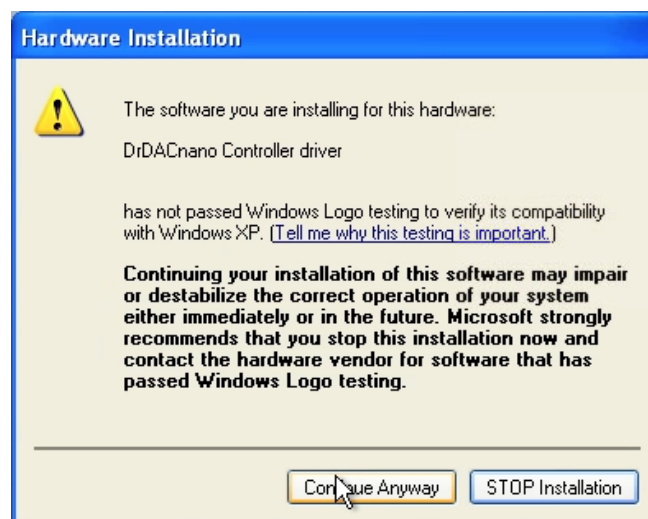 Hardware Installation
The software you are installing for this hardware:
DrDACnano Controller driver
has not passed Windows Logo testing to verify its compatibility
with Windows XP. (Tell me why this testing is important.)
Continuing your installation of this software may impair
or destabilize the correct operation of your system
either immediately or in the future. Microsoft strongly
recommends that you stop this installation now and
contact the hardware vendor for software that has
passed Windows Logo testing.
Continue Anyway
STOP Installation